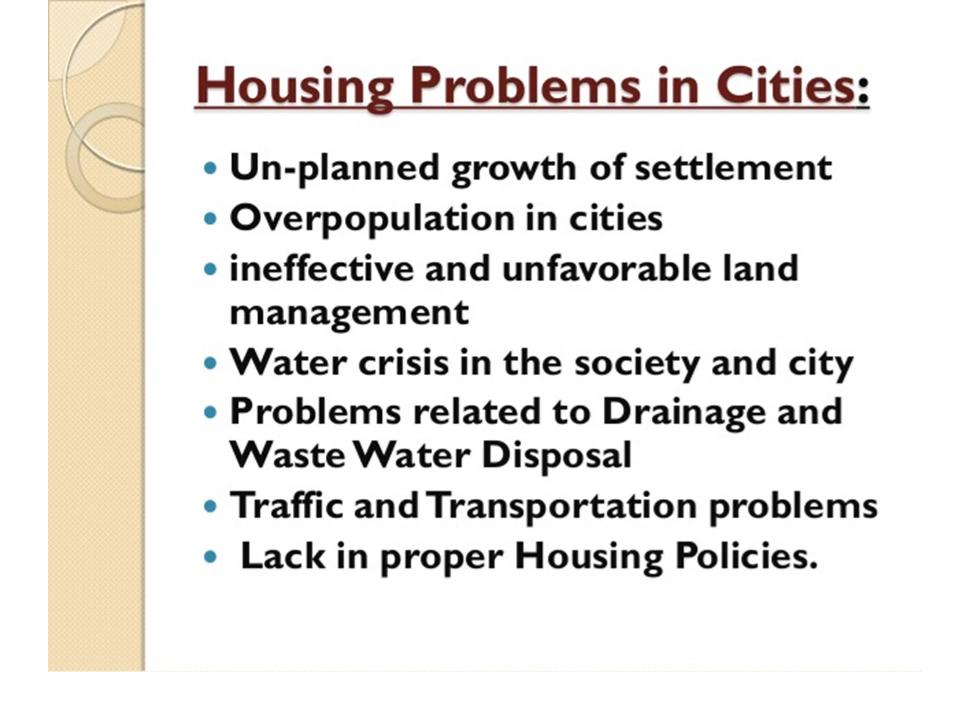 Housing Problems in Cities:
• Un-planned growth of settlement
• Overpopulation in cities
• ineffective and unfavorable land
management
• Water crisis in the society and city
• Problems related to Drainage and
Waste Water Disposal
• Traffic and Transportation problems
• Lack in proper Housing Policies.